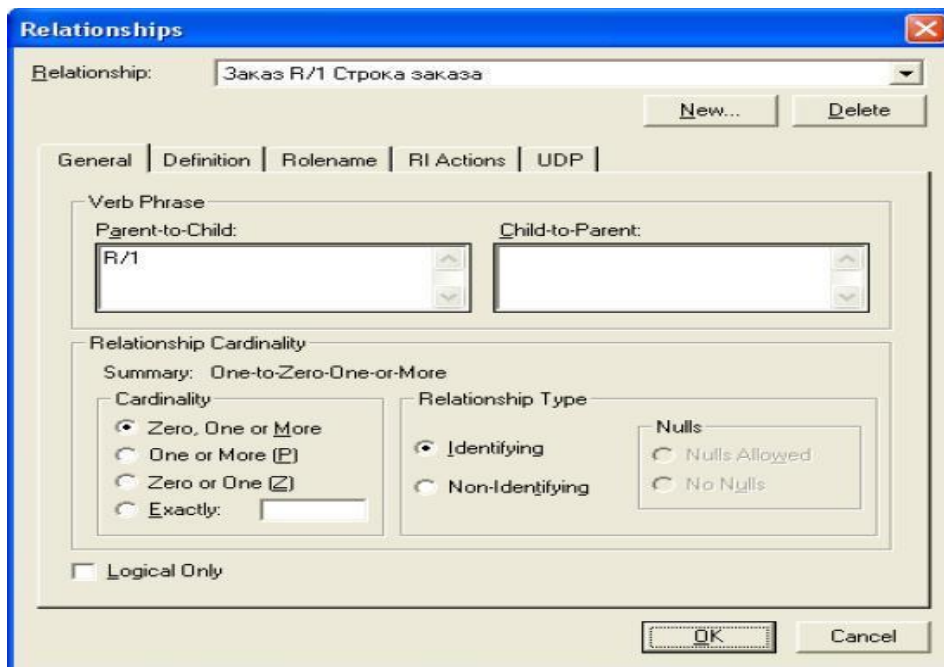 Relationships
Relationship: Заказ R/1 Строка заказа
New... Delete
General Definition Rolename RI Actions UDP
Verb Phrase
Parent-to-Child: Child-to-Parent:
R/1
Relationship Cardinality
Summary: One-to-Zero-One-or-More
Cardinality Relationship Type
Zero, One or More
One or More (P)
Zero or One (Z)
Exactly:
Identifying
Non-Identifying
Nulls
Nulls Allowed
No Nulls
Logical Only
OK Cancel